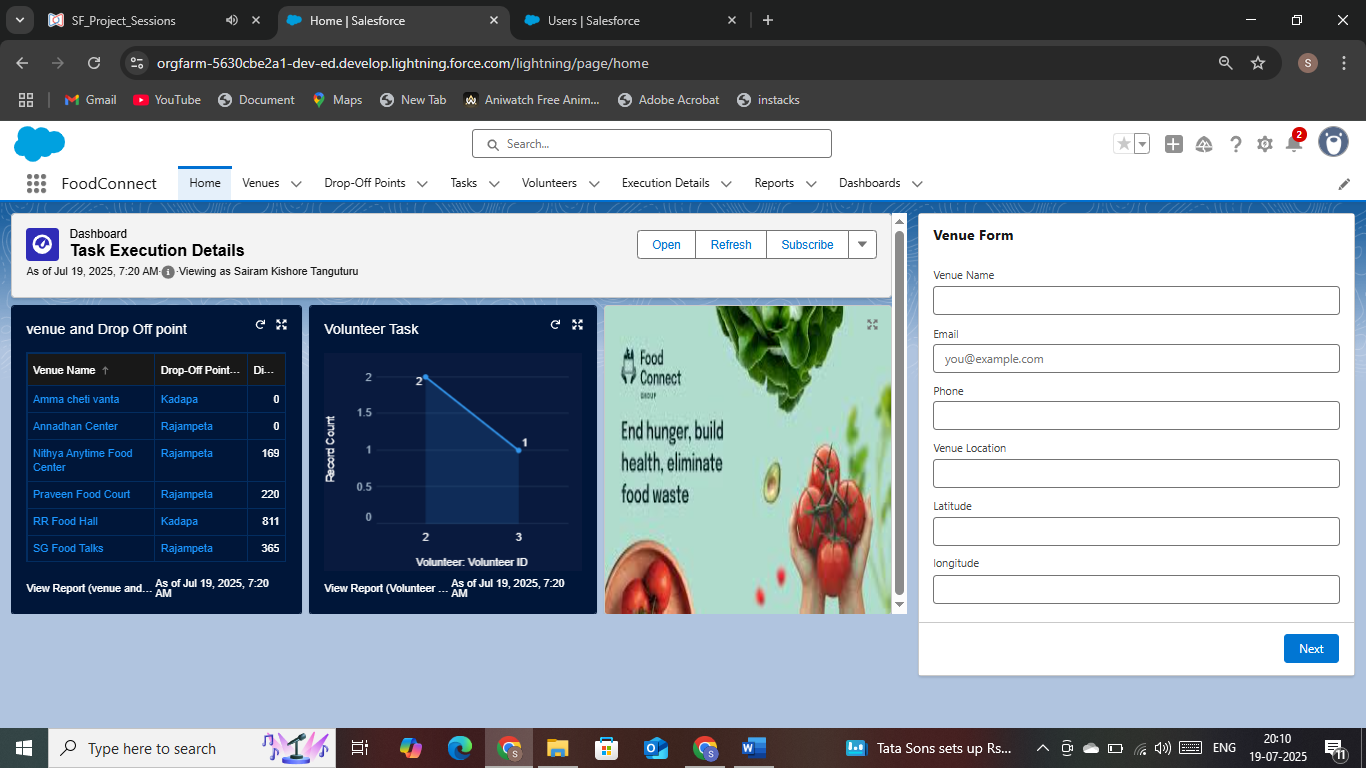 SF_Project_Sessions
Home | Salesforce
Users | Salesforce
orgfarm-5630cbe2a1-dev-ed.develop.lightning.force.com/lightning/page/home
S
Gmail
YouTube
Document
Maps
New Tab
Aniwatch Free Anim...
Adobe Acrobat
instacks
Search...
2
FoodConnect
Home
Venues
Drop-Off Points
Tasks
Volunteers
Execution Details
Reports
Dashboards
Dashboard
Task Execution Details
As of Jul 19, 2025, 7:20 AM·Viewing as Sairam Kishore Tanguturu
Open
Refresh
Subscribe
venue and Drop Off point
Venue Name ↑ Drop-Off Point... Di...
Amma cheti vanta Kadapa 0
Annadhan Center Rajampeta 0
Nithya Anytime Food Rajampeta 169
Center
Praveen Food Court Rajampeta 220
RR Food Hall Kadapa 811
SG Food Talks Rajampeta 365
View Report (venue and... As of Jul 19, 2025, 7:20
AM
Volunteer Task
Record Count
2
1.5
1
0.5
0
2
1
2 3
Volunteer: Volunteer ID
View Report (Volunteer ... As of Jul 19, 2025, 7:20
AM
Food
Connect
GROUP
End hunger, build
health, eliminate
food waste
Venue Form
Venue Name
Email
you@example.com
Phone
Venue Location
Latitude
longitude
Next
Type here to search
S
S
W
Tata Sons sets up Rs...
ENG
20:10
19-07-2025
11